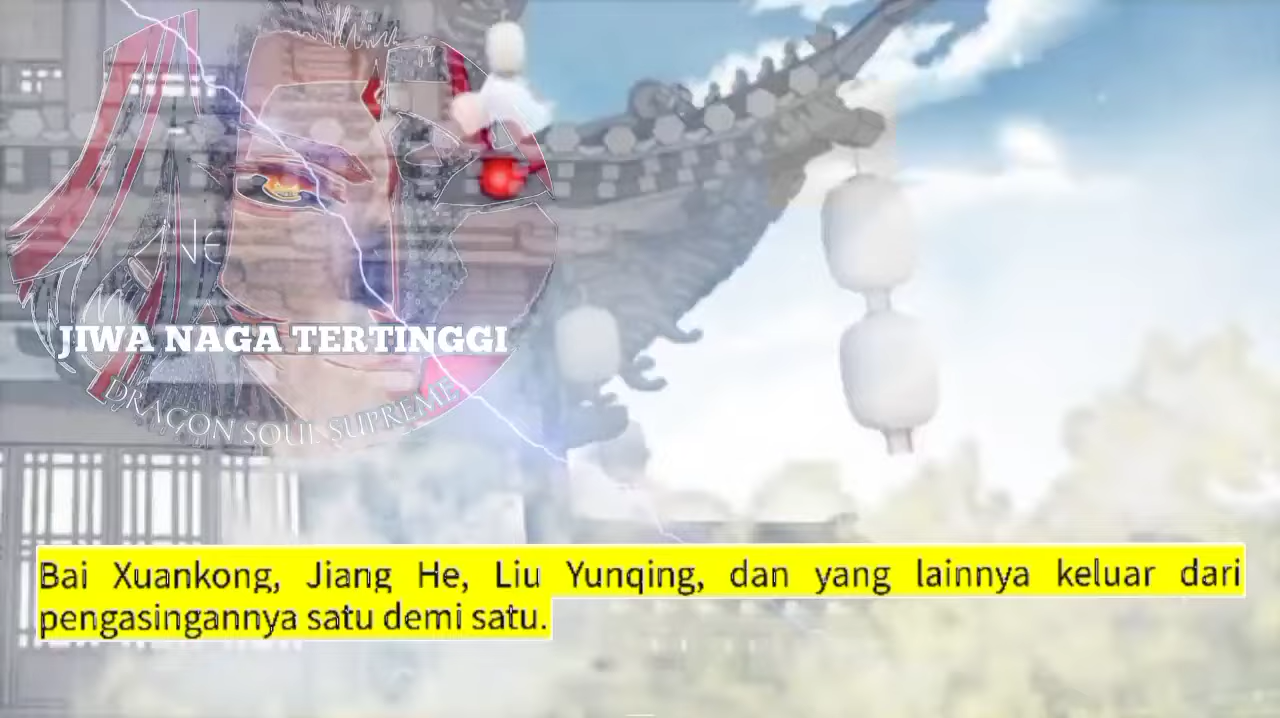 JIWA NAGA TERTINGGI
DRAGON SOUL SUPREME
Bai Xuankong, Jiang He, Liu Yunqing, dan yang lainnya keluar dari
pengasingannya satu demi satu.